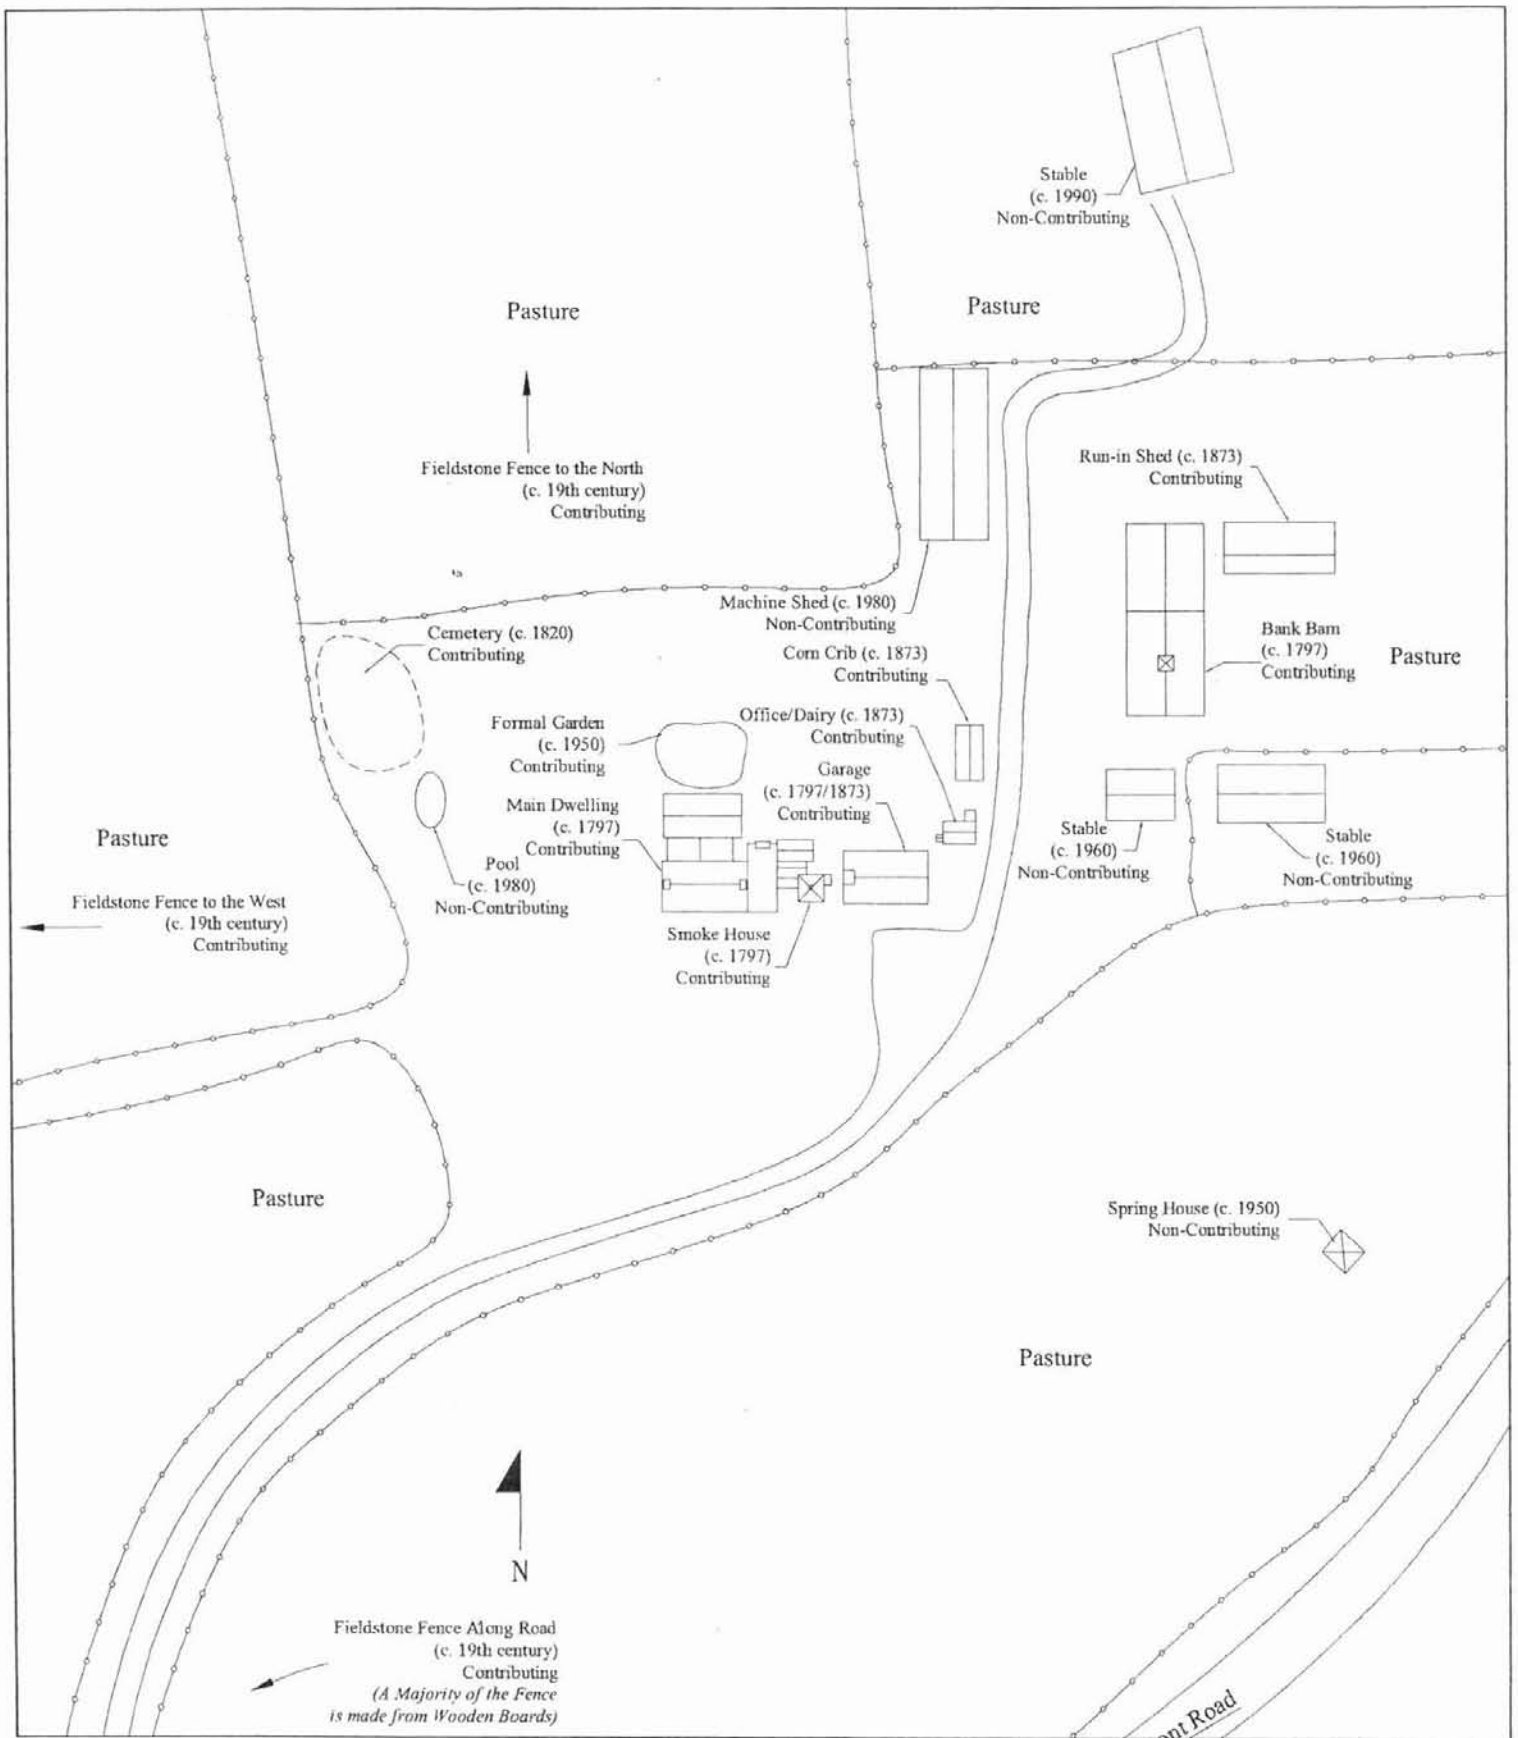 Stable
(c. 1990)
Non-Contributing
Pasture
Pasture
Fieldstone Fence to the North
(c. 19th century)
Contributing
Run-in Shed (c. 1873)
Contributing
Machine Shed (c. 1980)
Non-Contributing
Cemetery (c. 1820)
Contributing
Corn Crib (c. 1873)
Contributing
Bank Barn
(c. 1797)
Contributing
Pasture
Formal Garden
(c. 1950)
Contributing
Office/Dairy (c. 1873)
Contributing
Garage
(c. 1797/1873)
Contributing
Main Dwelling
(c. 1797)
Contributing
Pasture
Pool
(c. 1980)
Non-Contributing
Stable
(c. 1960)
Non-Contributing
Stable
(c. 1960)
Non-Contributing
Fieldstone Fence to the West
(c. 19th century)
Contributing
Smoke House
(c. 1797)
Contributing
Pasture
Spring House (c. 1950)
Non-Contributing
Pasture
N
Fieldstone Fence Along Road
(c. 19th century)
Contributing
(A Majority of the Fence
is made from Wooden Boards)
ont Road